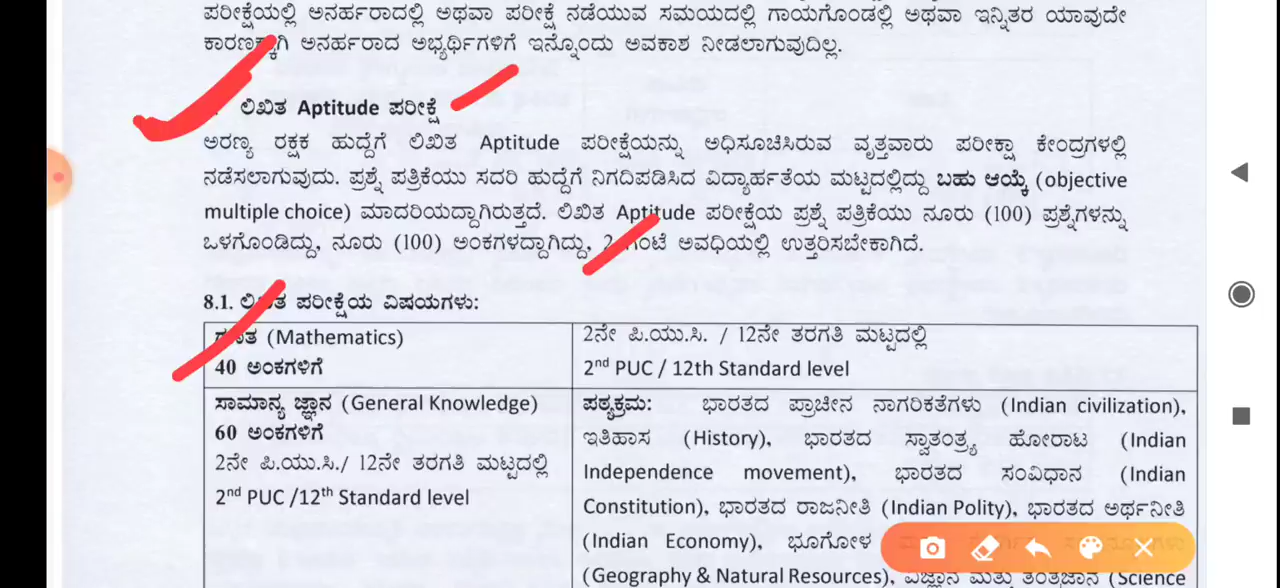 ಪರೀಕ್ಷೆಯಲ್ಲಿ ಅನರ್ಹರಾದಲ್ಲಿ ಅಥವಾ ಪರೀಕ್ಷೆ ನಡೆಯುವ ಸಮಯದಲ್ಲಿ ಗಾಯಗೊಂಡಲ್ಲಿ ಅಥವಾ ಇನ್ನಿತರ ಯಾವುದೇ
ಕಾರಣಕ್ಕಾಗಿ ಅನರ್ಹರಾದ ಅಭ್ಯರ್ಥಿಗಳಿಗೆ ಇನ್ನೊಂದು ಅವಕಾಶ ನೀಡಲಾಗುವುದಿಲ್ಲ.
ಲಿಖಿತ Aptitude ಪರೀಕ್ಷೆ
ಅರಣ್ಯ ರಕ್ಷಕ ಹುದ್ದೆಗೆ ಲಿಖಿತ Aptitude ಪರೀಕ್ಷೆಯನ್ನು ಅಧಿಸೂಚಿಸಿರುವ ವೃತ್ತವಾರು ಪರೀಕ್ಷಾ ಕೇಂದ್ರಗಳಲ್ಲಿ
ನಡೆಸಲಾಗುವುದು. ಪ್ರಶ್ನೆ ಪತ್ರಿಕೆಯು ಸದರಿ ಹುದ್ದೆಗೆ ನಿಗದಿಪಡಿಸಿದ ವಿದ್ಯಾರ್ಹತೆಯ ಮಟ್ಟದಲ್ಲಿದ್ದು ಬಹು ಆಯ್ಕೆ (objective
multiple choice) ಮಾದರಿಯದ್ದಾಗಿರುತ್ತದೆ. ಲಿಖಿತ Aptitude ಪರೀಕ್ಷೆಯ ಪ್ರಶ್ನೆ ಪತ್ರಿಕೆಯು ನೂರು (100) ಪ್ರಶ್ನೆಗಳನ್ನು
ಒಳಗೊಂಡಿದ್ದು, ನೂರು (100) ಅಂಕಗಳದ್ದಾಗಿದ್ದು, 2 ಗಂಟೆ ಅವಧಿಯಲ್ಲಿ ಉತ್ತರಿಸಬೇಕಾಗಿದೆ.
8.1. ಲಿಖಿತ ಪರೀಕ್ಷೆಯ ವಿಷಯಗಳು:
ಗಣಿತ (Mathematics)
40 ಅಂಕಗಳಿಗೆ
2ನೇ ಪಿ.ಯು.ಸಿ. / 12ನೇ ತರಗತಿ ಮಟ್ಟದಲ್ಲಿ
2nd PUC / 12th Standard level
ಸಾಮಾನ್ಯ ಜ್ಞಾನ (General Knowledge)
60 ಅಂಕಗಳಿಗೆ
2ನೇ ಪಿ.ಯು.ಸಿ./ 12ನೇ ತರಗತಿ ಮಟ್ಟದಲ್ಲಿ
2nd PUC /12th Standard level
ಪಠ್ಯಕ್ರಮ: ಭಾರತದ ಪ್ರಾಚೀನ ನಾಗರಿಕತೆಗಳು (Indian civilization),
ಇತಿಹಾಸ (History), ಭಾರತದ ಸ್ವಾತಂತ್ರ್ಯ ಹೋರಾಟ (Indian
Independence movement), ಭಾರತದ ಸಂವಿಧಾನ (Indian
Constitution), ಭಾರತದ ರಾಜನೀತಿ (Indian Polity), ಭಾರತದ ಅರ್ಥನೀತಿ
(Indian Economy), ಭೂಗೋಳ
(Geography & Natural Resources), ವಿಜ್ಞಾನ ಮತ್ತು ತಂತ್ರಜ್ಞಾನ (Science